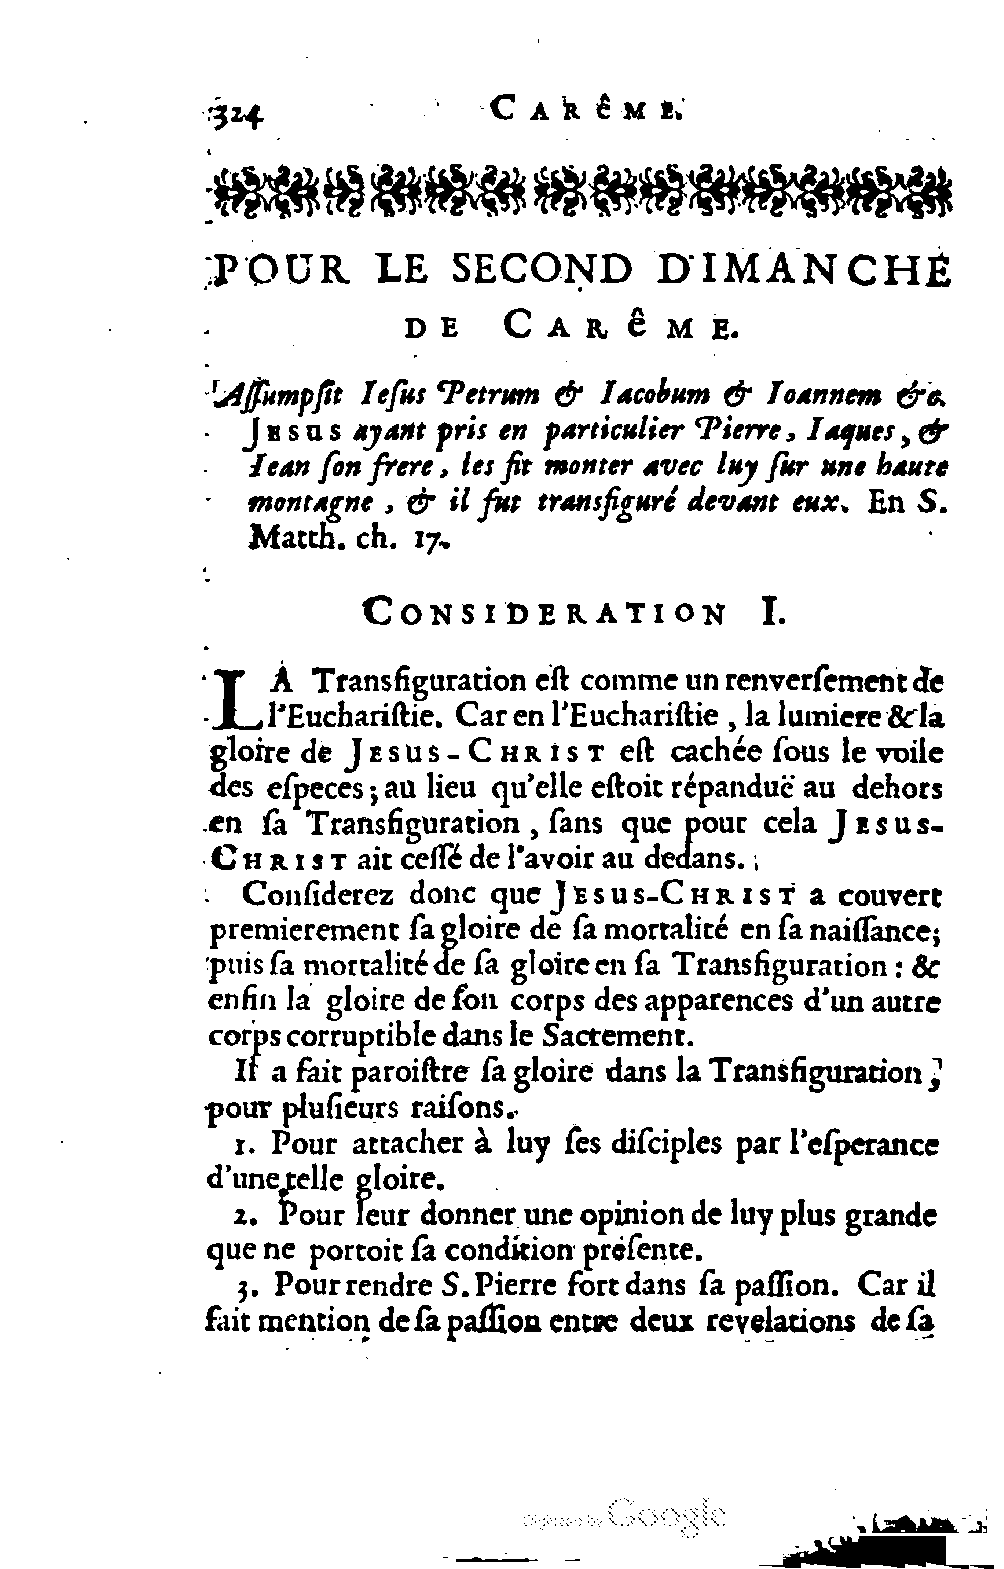 324 CARêME.
POUR LE SECOND DIMANCHE
DE CARêME.
Aſſumpſit Ieſus Petrum & Iacobum & Ioannem &c.
JESUS ayant pris en particulier Pierre, Iaques, &
Iean ſon frere, les fit monter avec luy ſur une haute
montagne, & il fut transfiguré devant eux. En S.
Matth. ch. 17.
CONSIDERATION I.
LA Transfiguration eſt comme un renverſement de
l'Euchariſtie. Car en l'Euchariſtie, la lumiere & la
gloire de JESUS-CHRIST eſt cachée ſous le voile
des eſpeces; au lieu qu'elle eſtoit répanduë au dehors
en ſa Transfiguration, ſans que pour cela JESUS-
CHRIST ait ceſſé de l'avoir au dedans.
Conſiderez donc que JESUS-CHRIST a couvert
premierement ſa gloire de ſa mortalité en ſa naiſſance;
puis ſa mortalité de ſa gloire en ſa Transfiguration: &
enfin la gloire de ſon corps des apparences d'un autre
corps corruptible dans le Sacrement.
Il a fait paroiſtre ſa gloire dans la Transfiguration,
pour pluſieurs raiſons.
1. Pour attacher à luy ſes diſciples par l'eſperance
d'une telle gloire.
2. Pour leur donner une opinion de luy plus grande
que ne portoit ſa condition préſente.
3. Pour rendre S. Pierre fort dans ſa paſſion. Car il
fait mention de ſa paſſion entre deux revelations de ſa
Digitized by Google